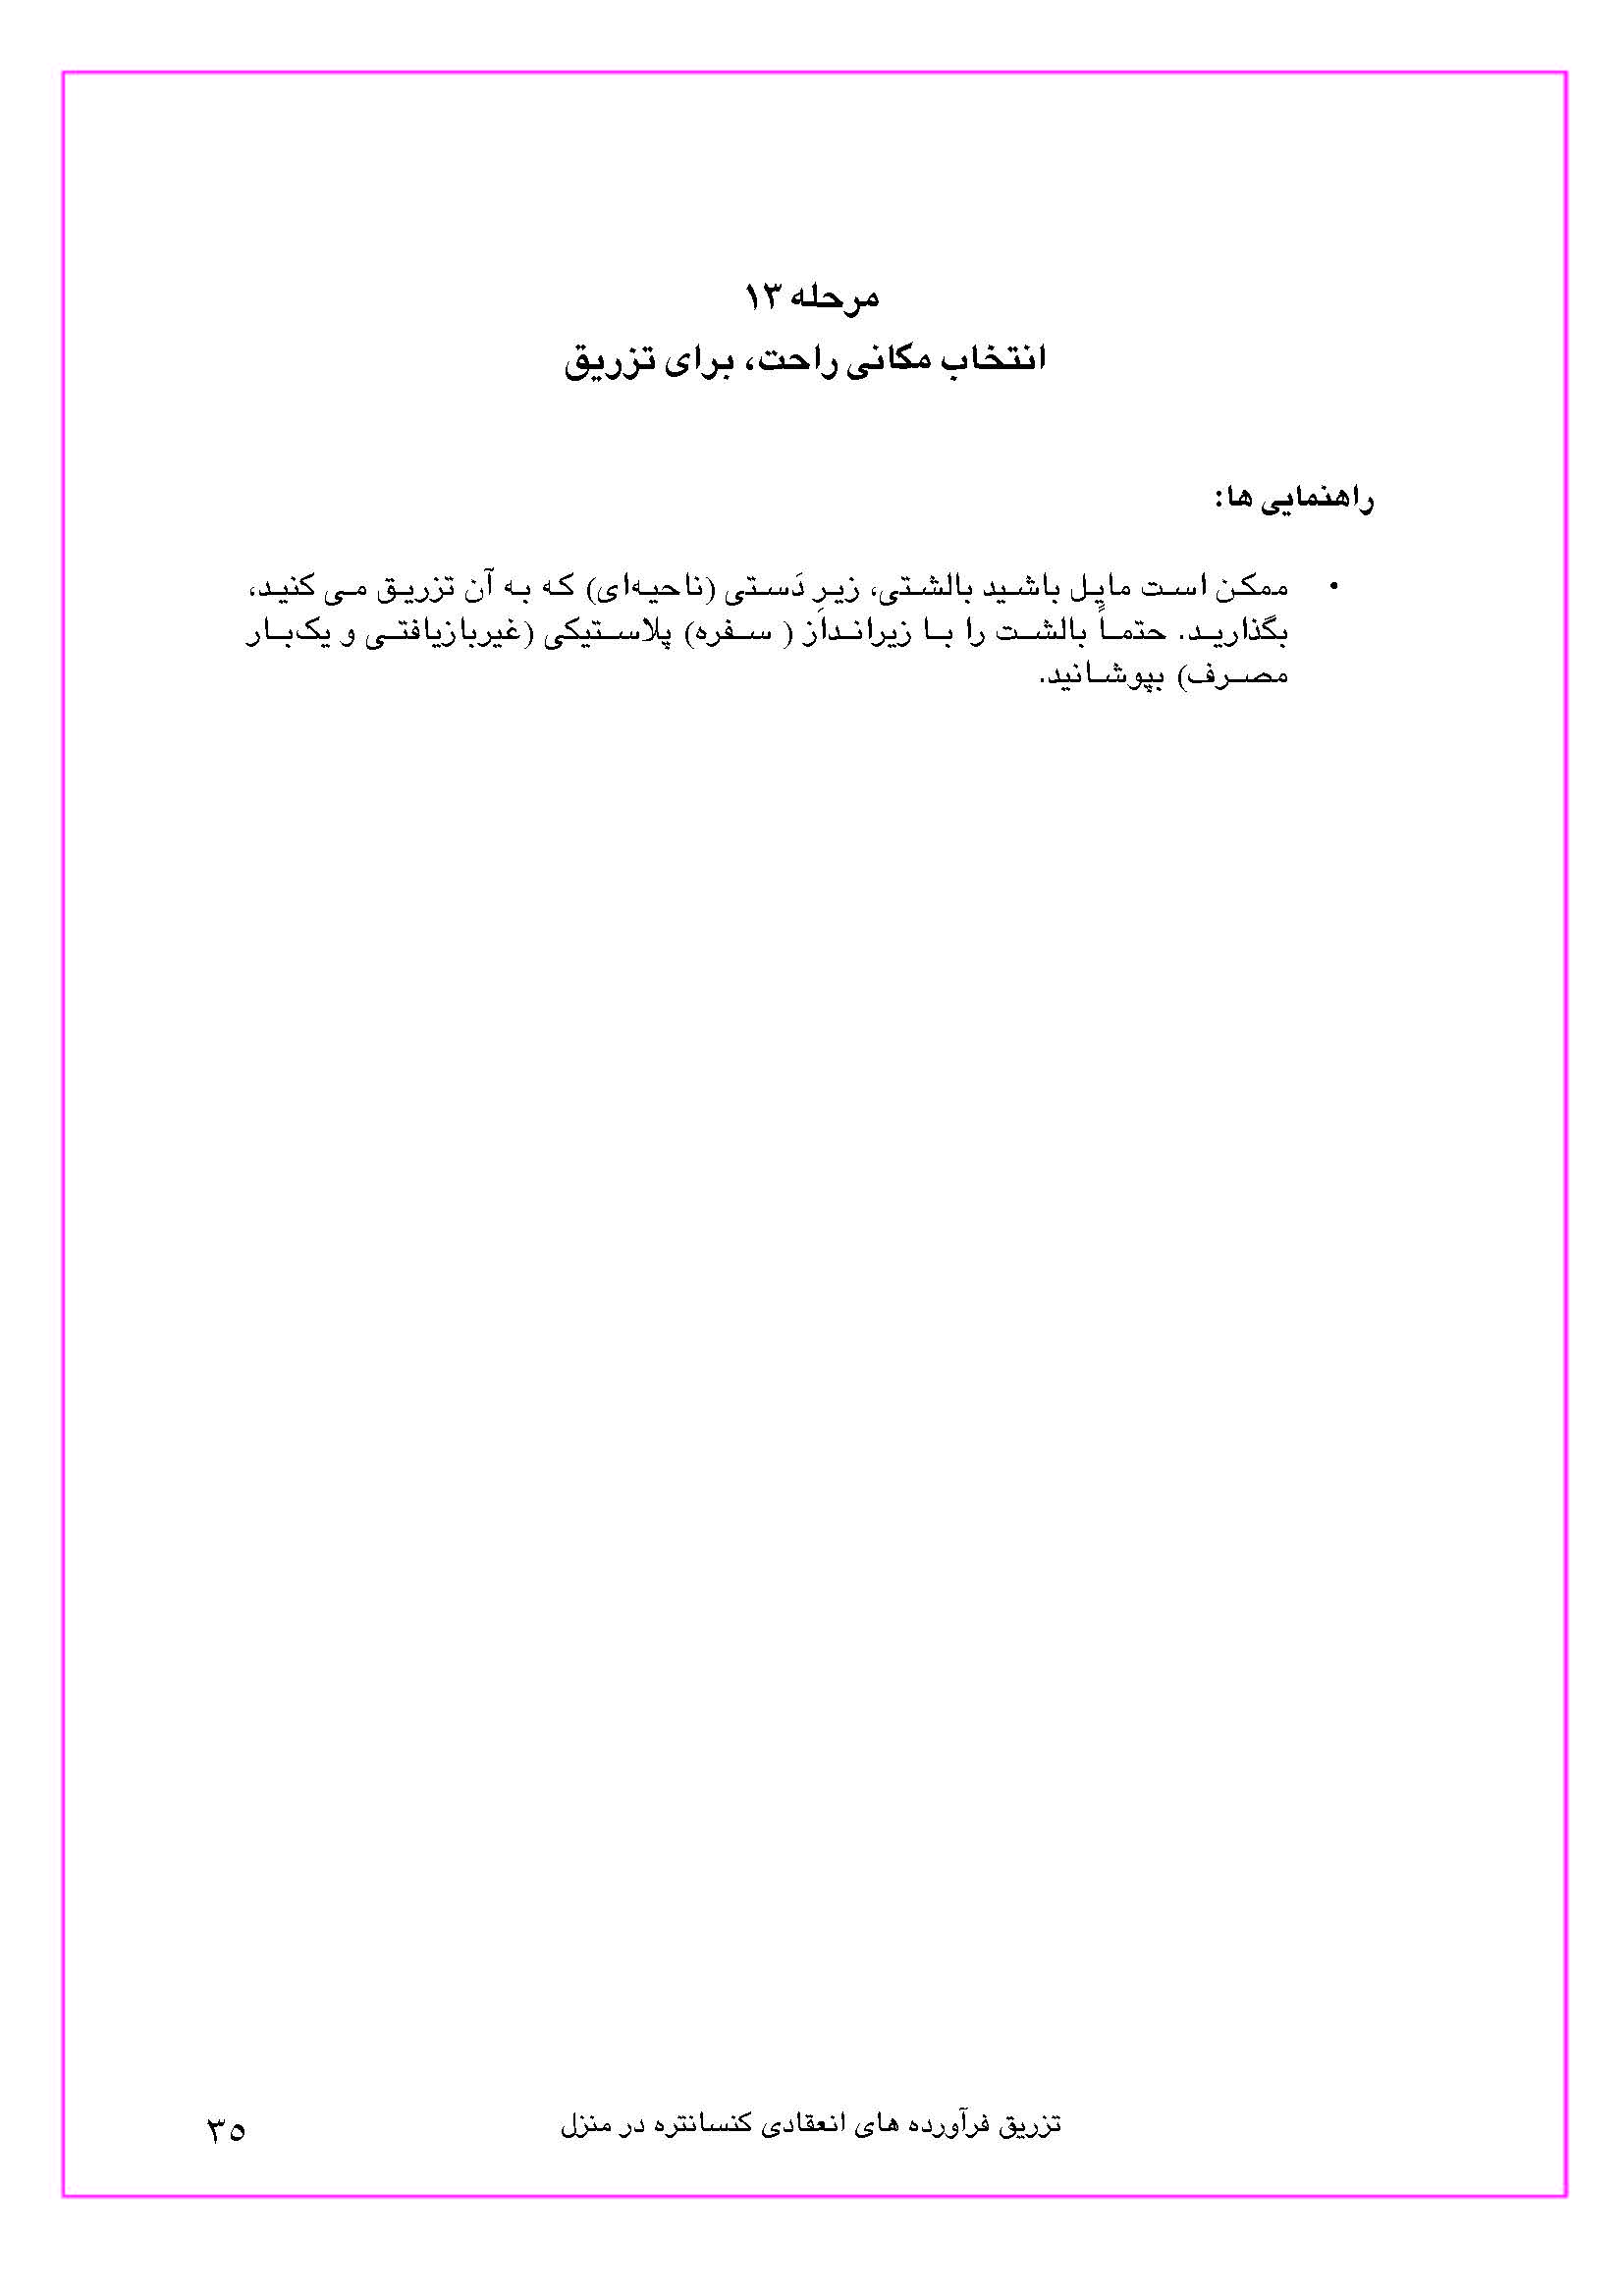 مرحله ۱۳
انتخاب مکانی راحت، برای تزریق
راهنمایی ها:
• ممکن است مایل باشید بالشتی، زیرِ دَستی (ناحیه‌ای) که به آن تزریق می کنید،
بگذارید. حتماً بالشت را با زیراندَاز ( سفره) پلاستیکی (غیربازیافتی و یک‌بار
مصرف) بپوشانید.
تزریق فرآورده های انعقادی کنسانتره در منزل
۳۵